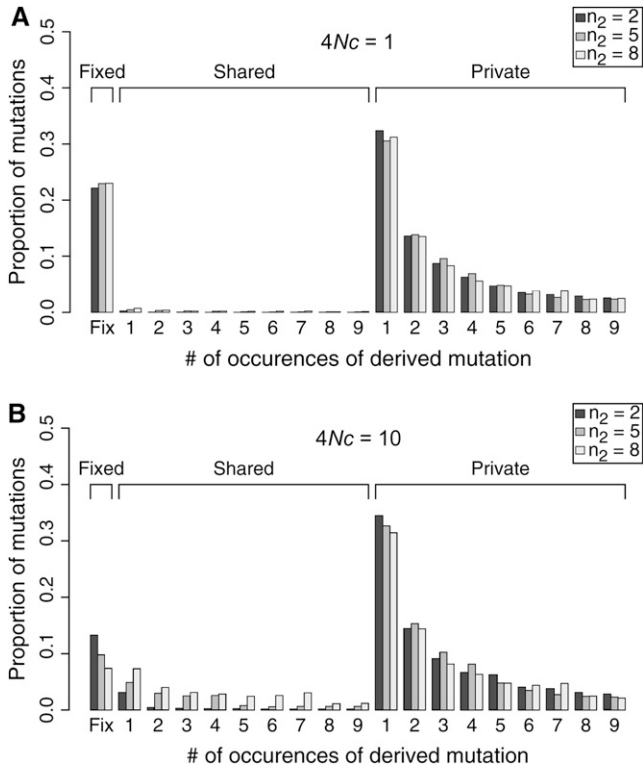 A
4Nc = 1
n2 = 2
n2 = 5
n2 = 8
Fixed
Shared
Private
Proportion of mutations
0.5
0.4
0.3
0.2
0.1
0.0
Fix 1 2 3 4 5 6 7 8 9 1 2 3 4 5 6 7 8 9
# of occurences of derived mutation
B
4Nc = 10
n2 = 2
n2 = 5
n2 = 8
Fixed
Shared
Private
Proportion of mutations
0.5
0.4
0.3
0.2
0.1
0.0
Fix 1 2 3 4 5 6 7 8 9 1 2 3 4 5 6 7 8 9
# of occurences of derived mutation